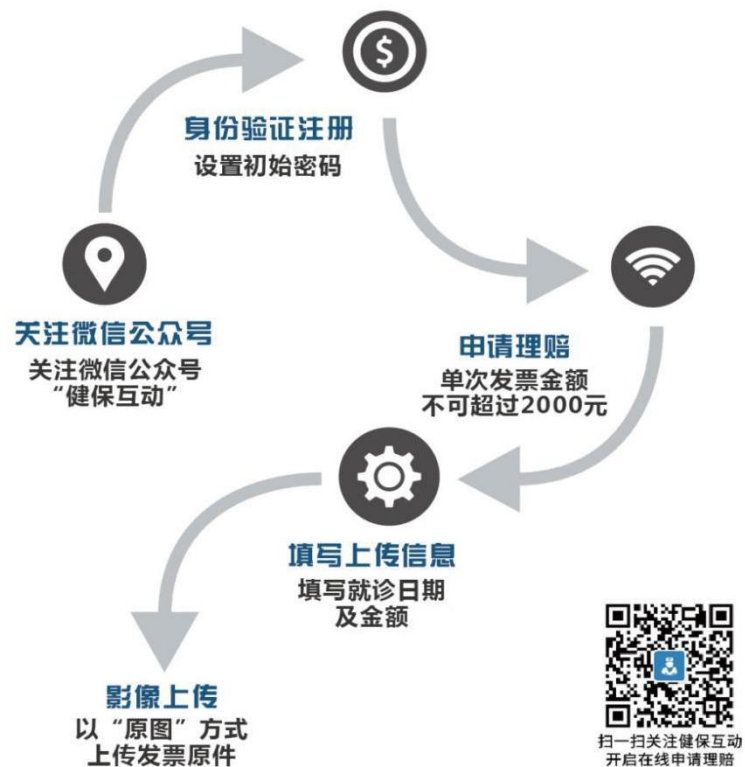 身份验证注册
设置初始密码
关注微信公众号
关注微信公众号
“健保互动”
申请理赔
单次发票金额
不可超过2000元
填写上传信息
填写就诊日期
及金额
影像上传
以“原图”方式
上传发票原件
扫一扫关注健保互动
开启在线申请理赔